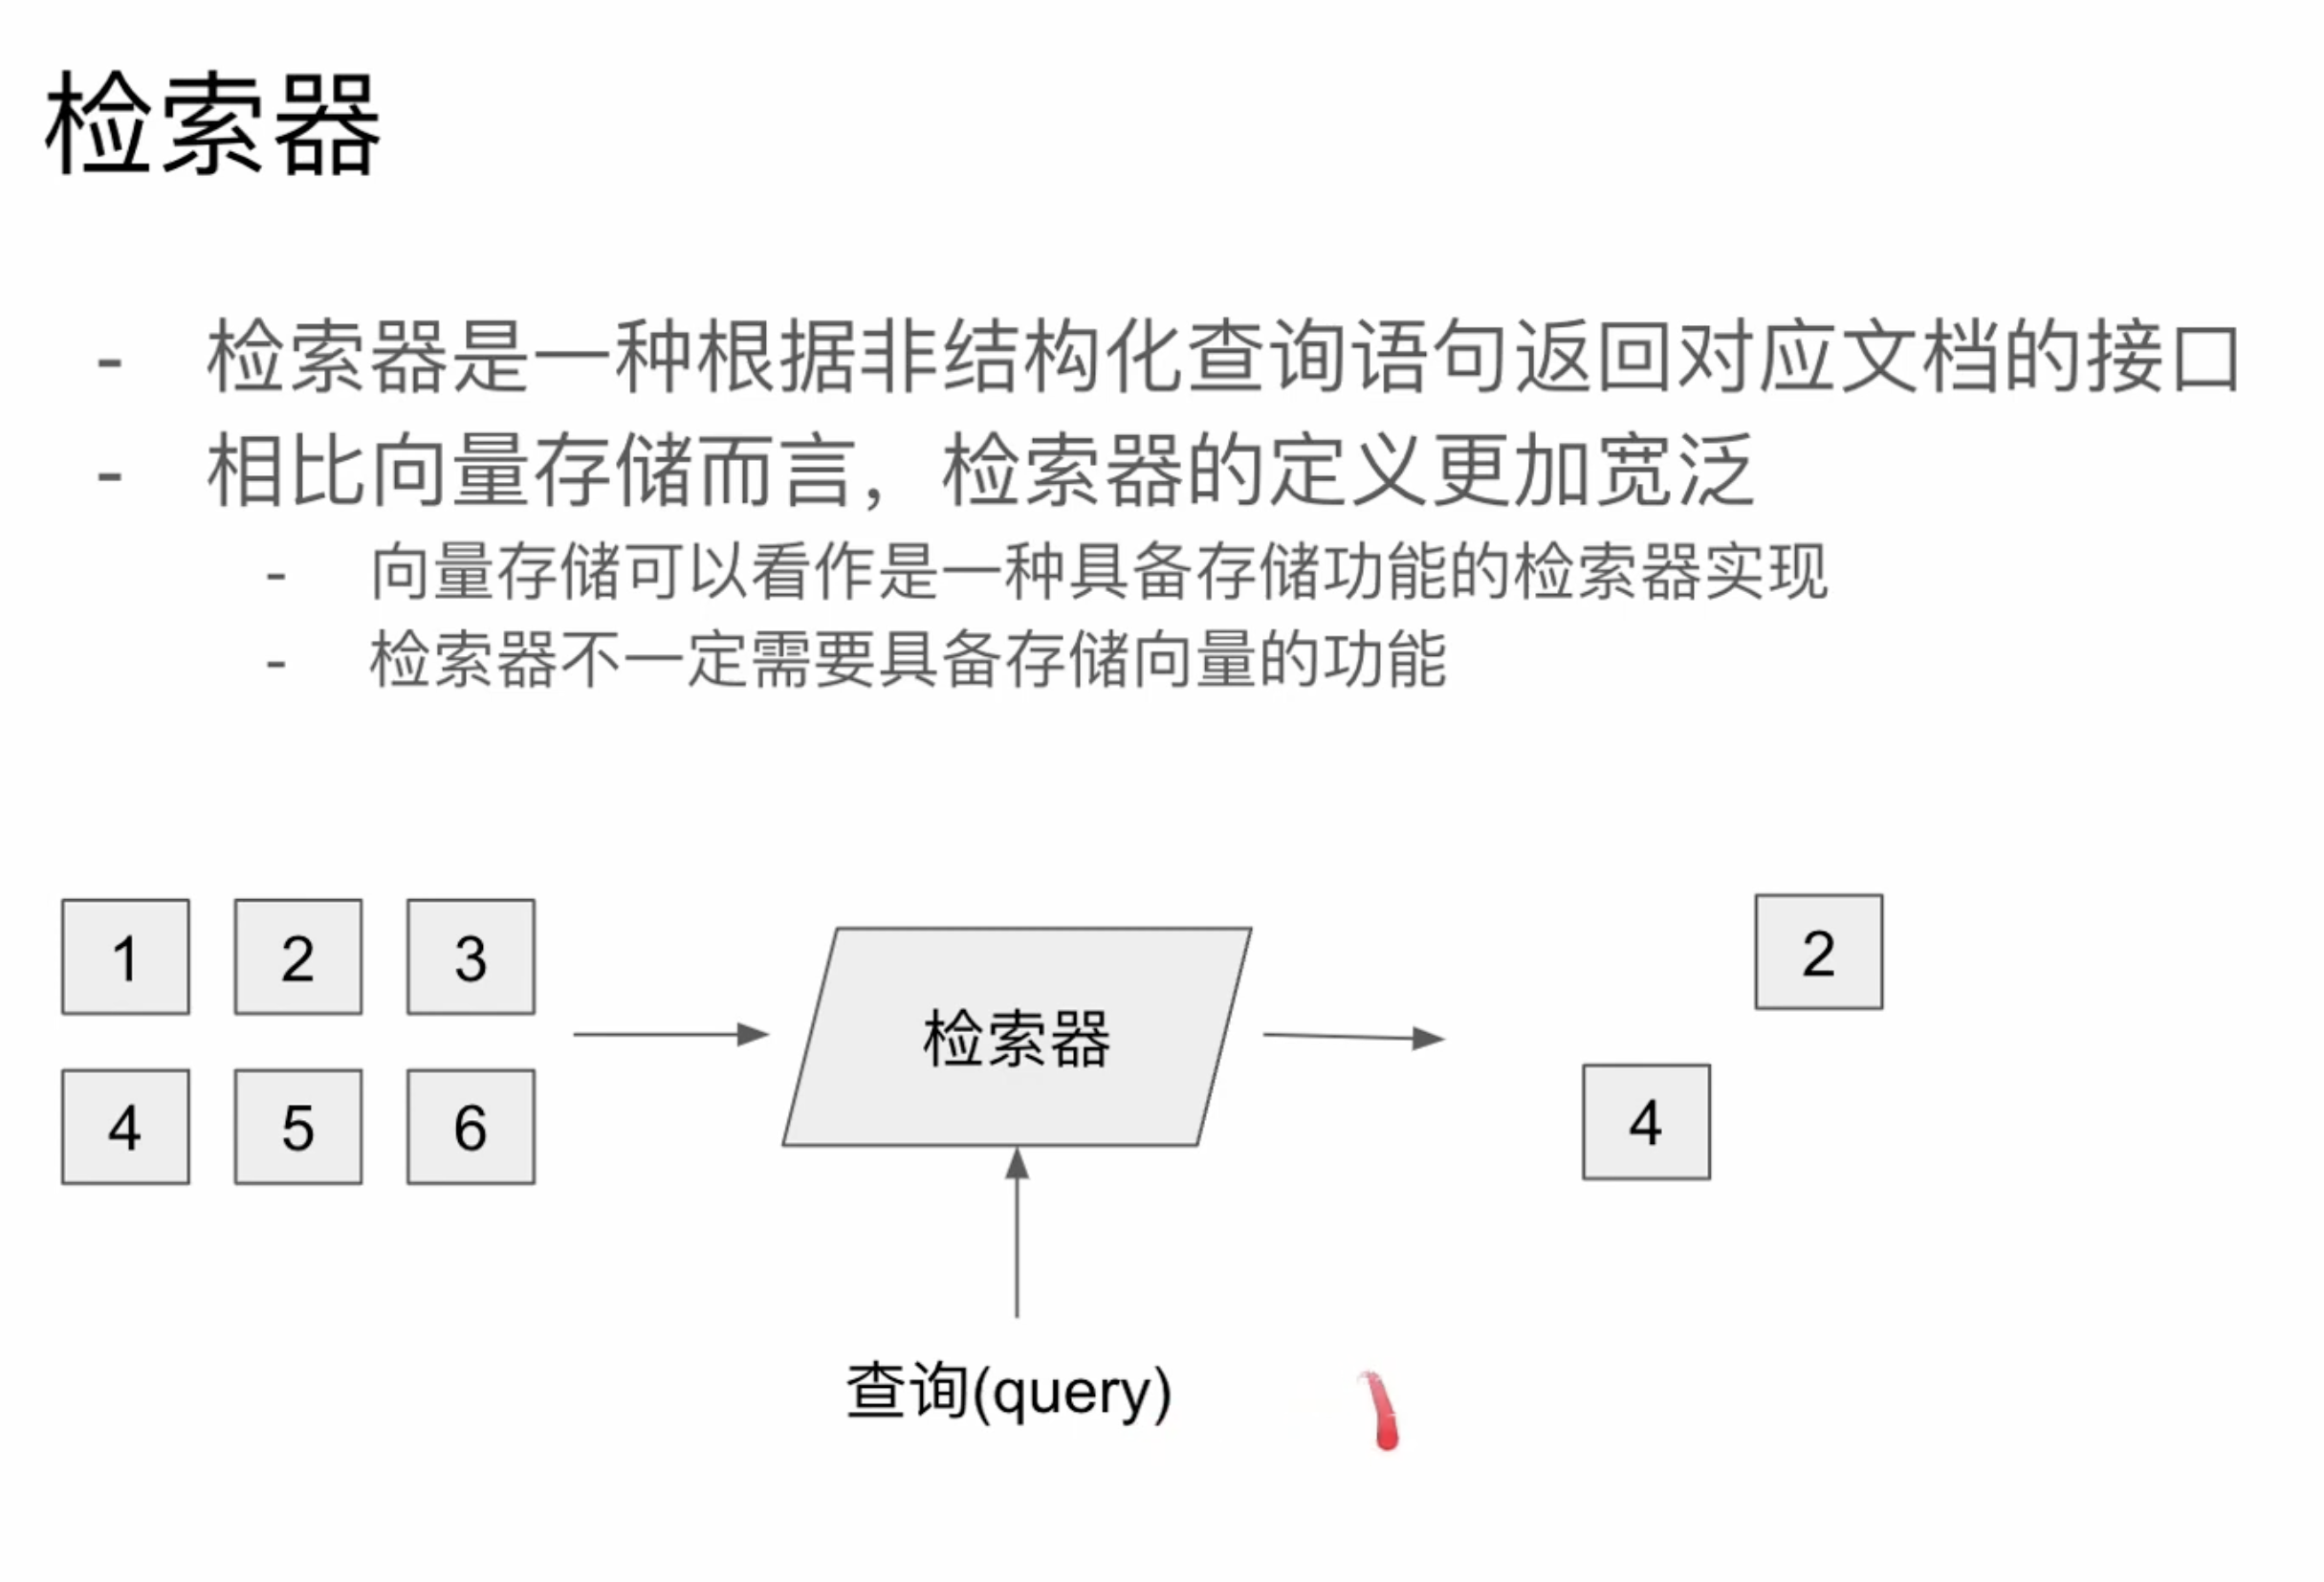 检索器
- 检索器是一种根据非结构化查询语句返回对应文档的接口
- 相比向量存储而言，检索器的定义更加宽泛
- 向量存储可以看作是一种具备存储功能的检索器实现
- 检索器不一定需要具备存储向量的功能
1 2 3
2
检索器
4 5 6
4
查询(query)